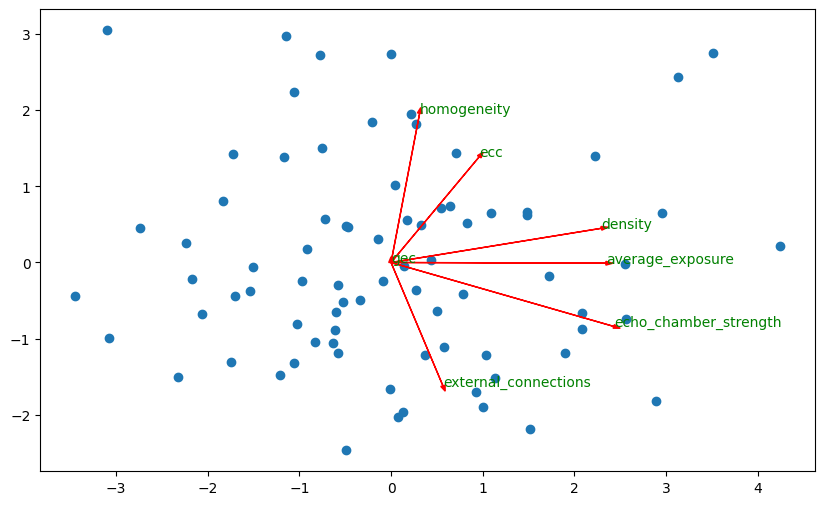 3
2
1
0
−1
−2
homogeneity
ecc
density
average_exposure
echo_chamber_strength
external_connections
−3
−2
−1
0
1
2
3
4